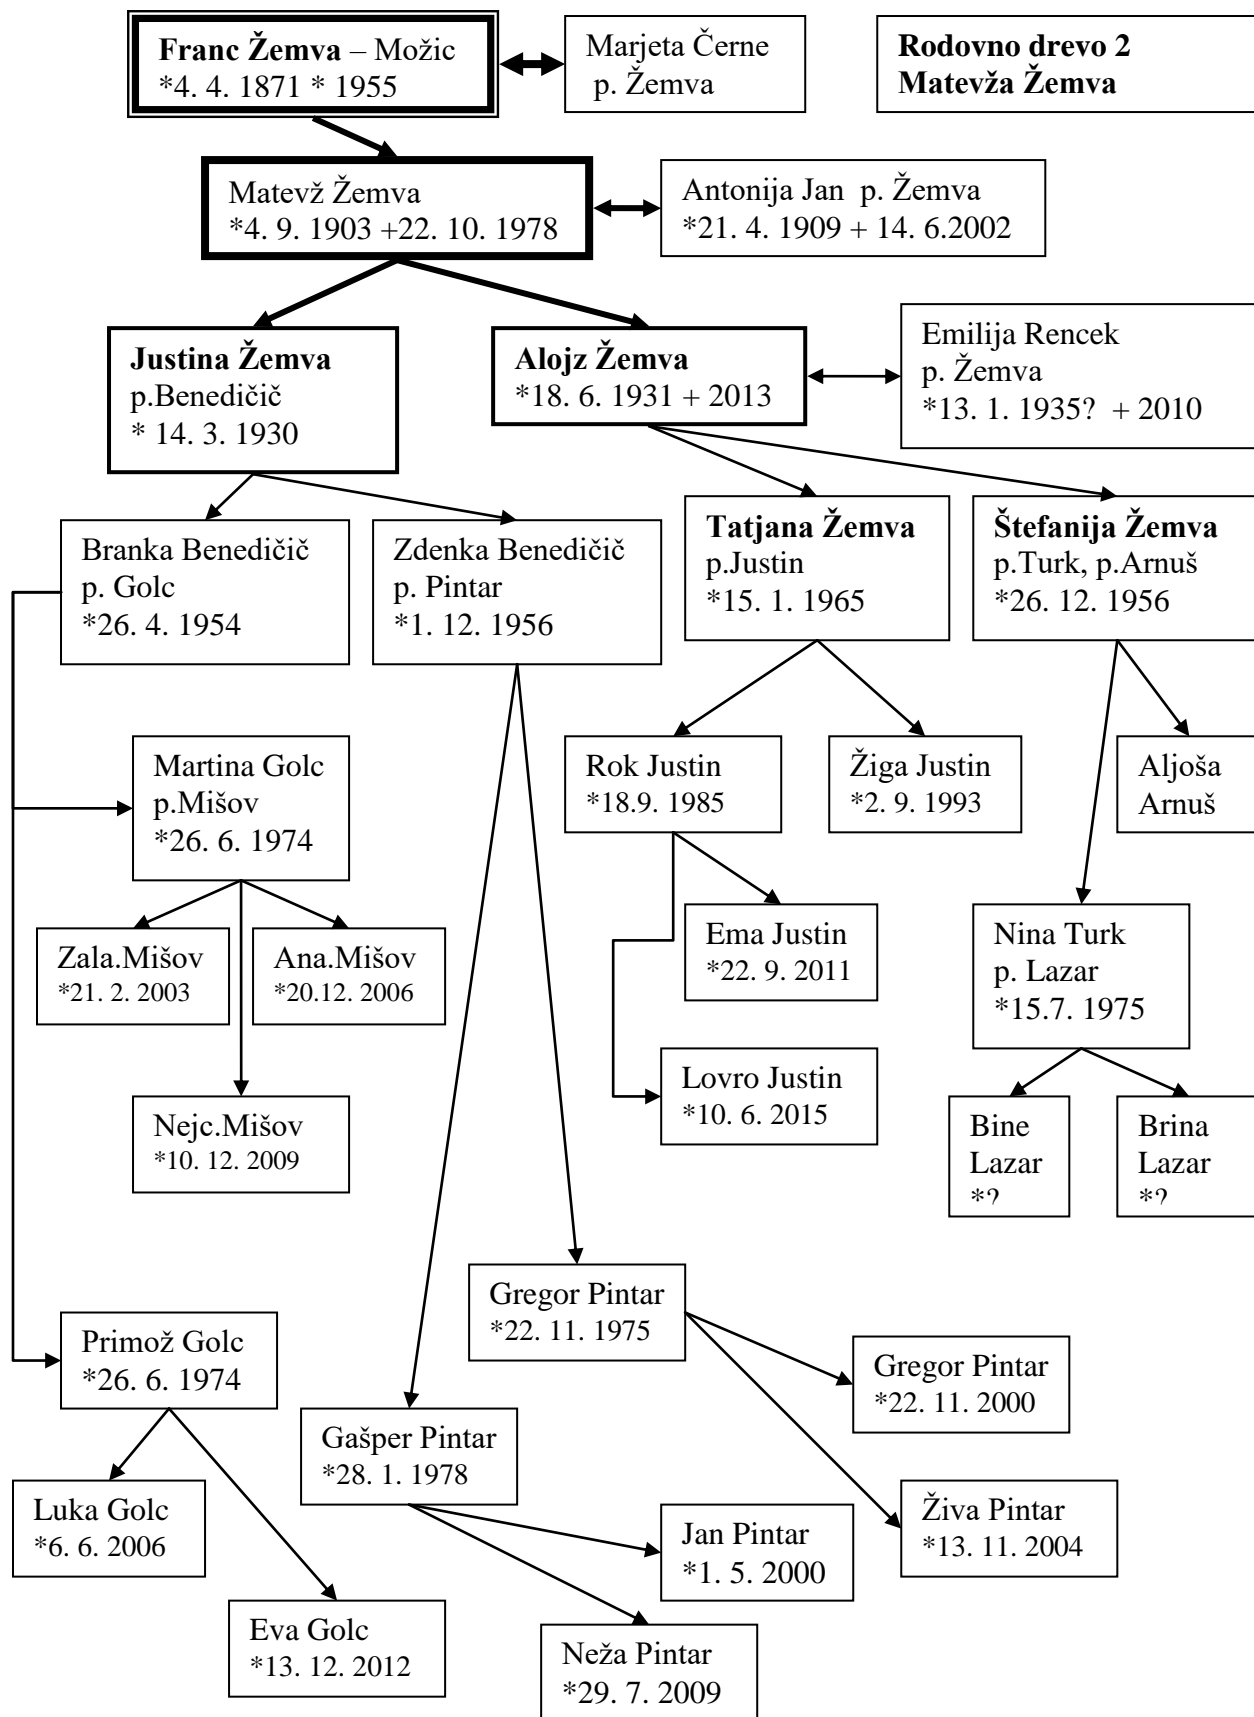 Franc Žemva – Možic
*4. 4. 1871 * 1955
Marjeta Černe
p. Žemva
Rodovno drevo 2
Matevža Žemva
Matevž Žemva
*4. 9. 1903 +22. 10. 1978
Antonija Jan  p. Žemva
*21. 4. 1909 + 14. 6.2002
Justina Žemva
p.Benedičič
* 14. 3. 1930
Alojz Žemva
*18. 6. 1931 + 2013
Emilija Rencek
p. Žemva
*13. 1. 1935?  + 2010
Branka Benedičič
p. Golc
*26. 4. 1954
Zdenka Benedičič
p. Pintar
*1. 12. 1956
Tatjana Žemva
p.Justin
*15. 1. 1965
Štefanija Žemva
p.Turk, p.Arnuš
*26. 12. 1956
Martina Golc
p.Mišov
*26. 6. 1974
Rok Justin
*18.9. 1985
Žiga Justin
*2. 9. 1993
Aljoša
Arnuš
Zala.Mišov
*21. 2. 2003
Ana.Mišov
*20.12. 2006
Ema Justin
*22. 9. 2011
Nina Turk
p. Lazar
*15.7. 1975
Nejc.Mišov
*10. 12. 2009
Lovro Justin
*10. 6. 2015
Bine
Lazar
*?
Brina
Lazar
*?
Gregor Pintar
*22. 11. 1975
Primož Golc
*26. 6. 1974
Gregor Pintar
*22. 11. 2000
Gašper Pintar
*28. 1. 1978
Luka Golc
*6. 6. 2006
Jan Pintar
*1. 5. 2000
Živa Pintar
*13. 11. 2004
Eva Golc
*13. 12. 2012
Neža Pintar
*29. 7. 2009